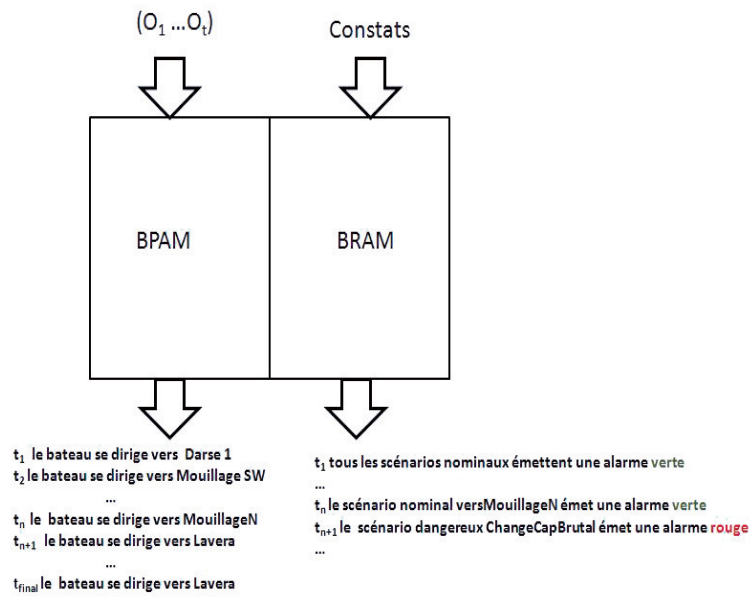 (O₁ ...Oₜ)
Constats
BPAM
BRAM
t₁ le bateau se dirige vers Darse 1
t₂ le bateau se dirige vers Mouillage SW
...
tₙ le bateau se dirige vers MouillageN
tₙ₊₁ le bateau se dirige vers Lavera
...
t_final le bateau se dirige vers Lavera
t₁ tous les scénarios nominaux émettent une alarme verte
...
tₙ le scénario nominal versMouillageN émet une alarme verte
tₙ₊₁ le scénario dangereux ChangeCapBrutal émet une alarme rouge
...